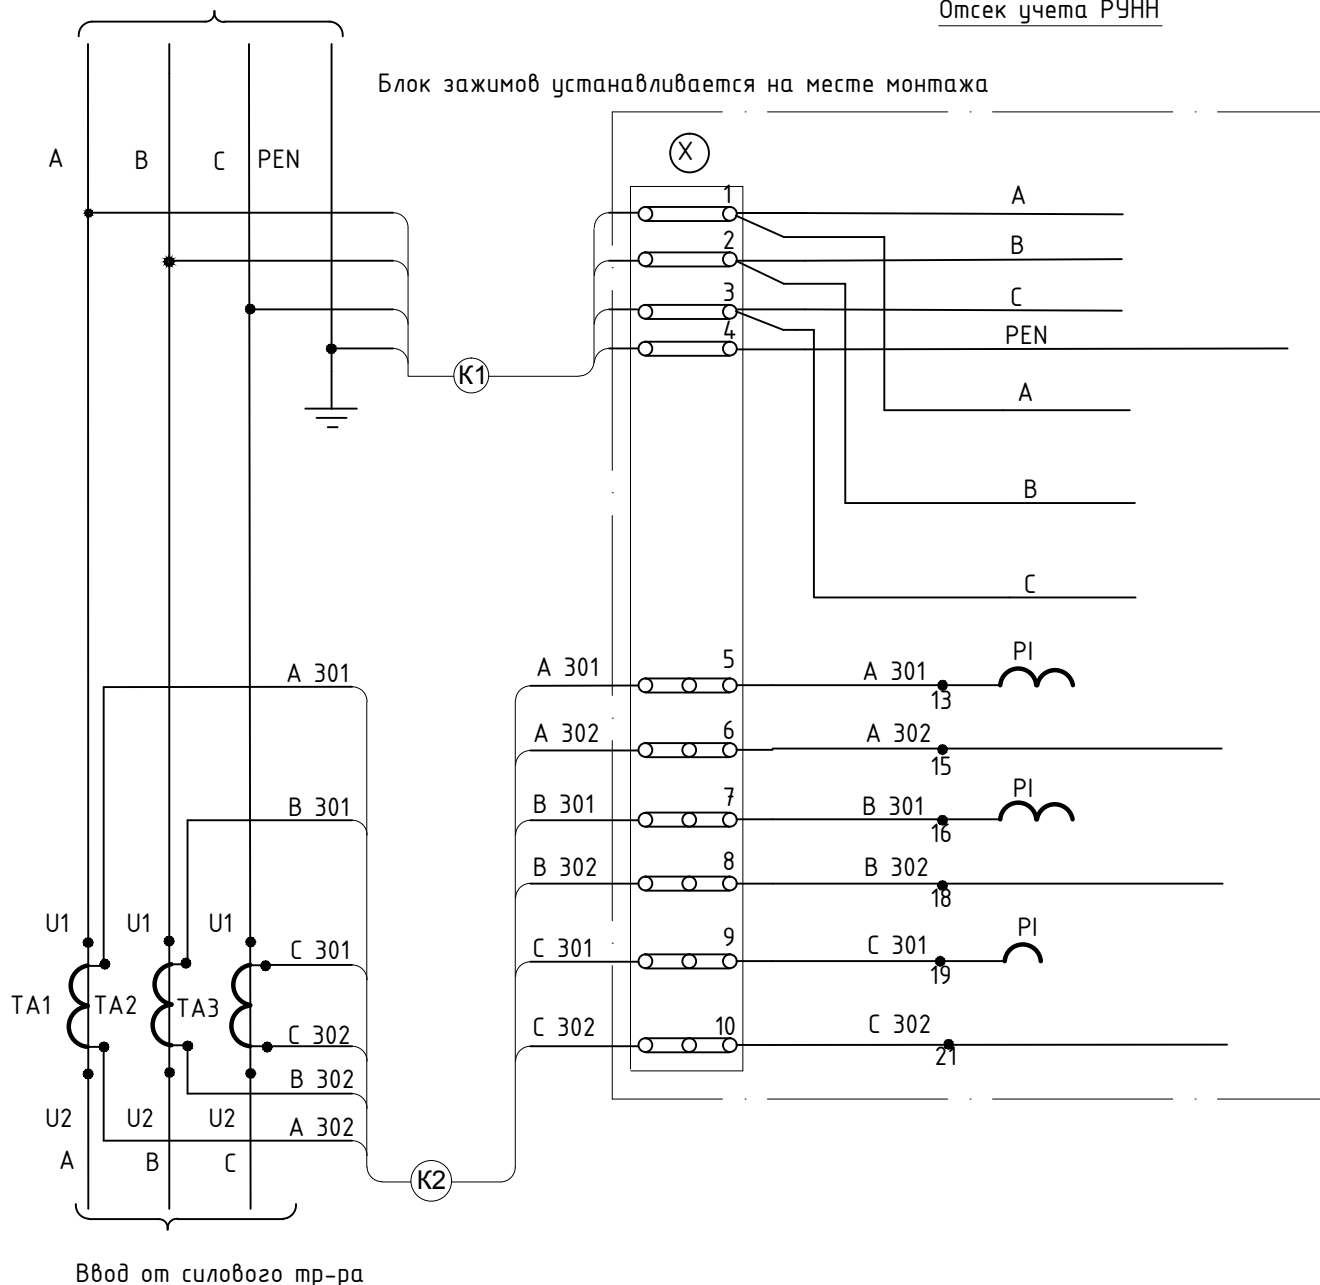 Отсек учета РУНН
Блок зажимов устанавливается на месте монтажа
A B C PEN
X
1 A
2 B
3 C
4 PEN
K1
A
B
C
A 301 A 301 5 A 301 13 PI
A 302 6 A 302 15
B 301 B 301 7 B 301 16 PI
B 302 8 B 302 18
U1 U1 U1
C 301 C 301 9 C 301 19 PI
TA1 TA2 TA3
C 302 C 302 10 C 302 21
B 302
U2 U2 U2 A 302
A B C
K2
Ввод от силового тр-ра